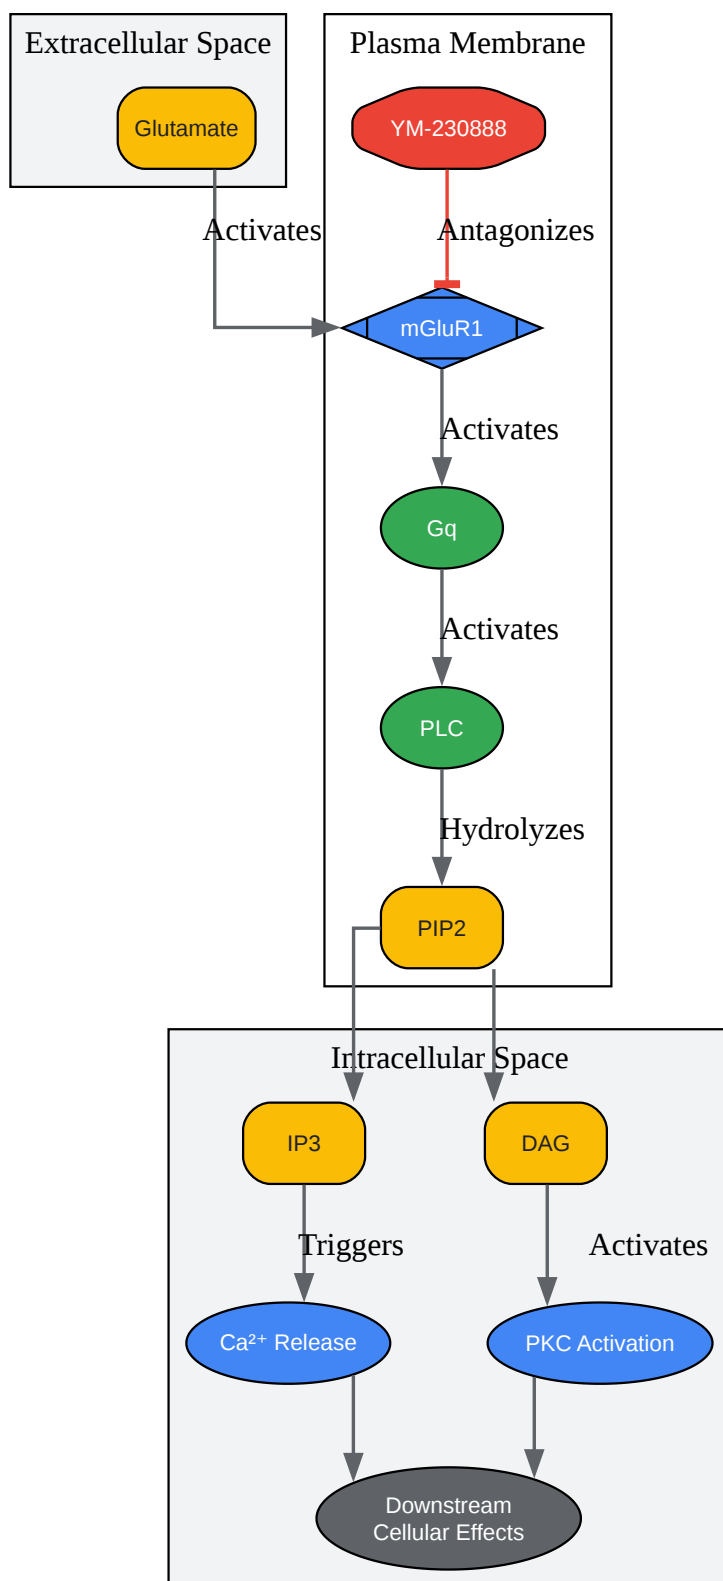 Extracellular Space
Plasma Membrane
Glutamate
YM-230888
Activates
Antagonizes
mGluR1
Activates
Gq
Activates
PLC
Hydrolyzes
PIP2
Intracellular Space
IP3
DAG
Triggers
Activates
Ca²⁺ Release
PKC Activation
Downstream
Cellular Effects